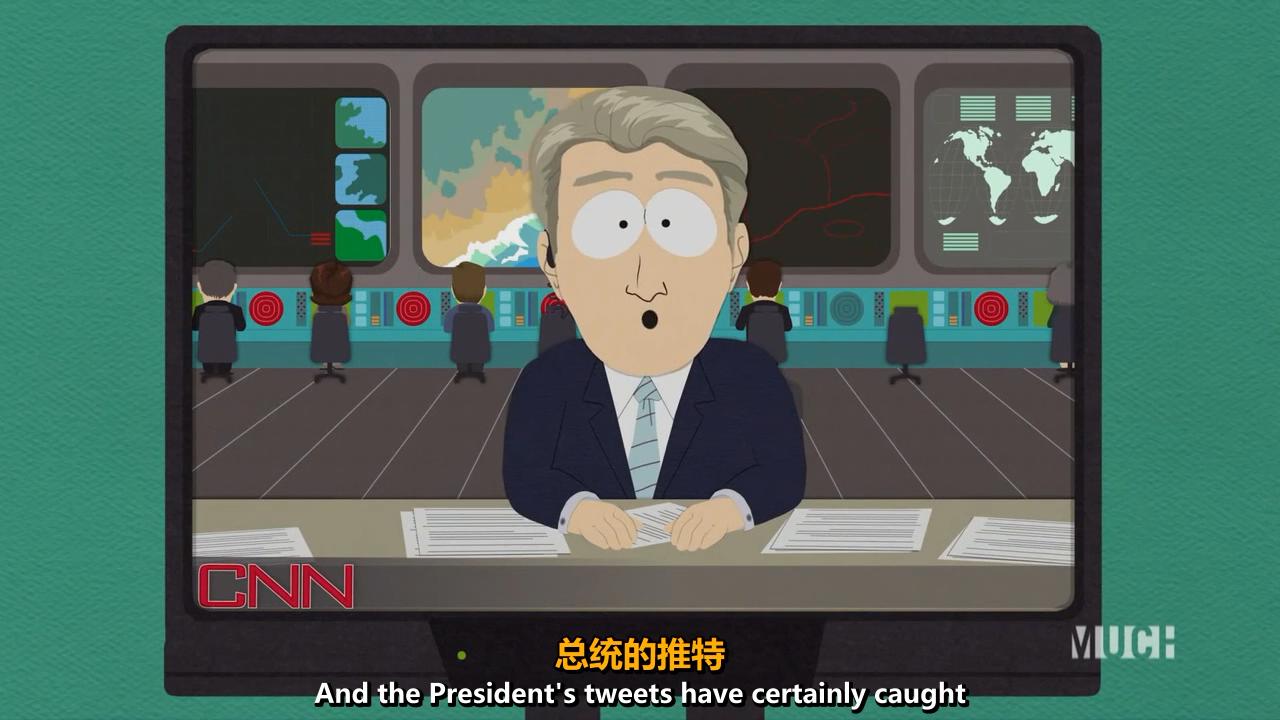 CNN
MUCH
总统的推特
And the President's tweets have certainly caught